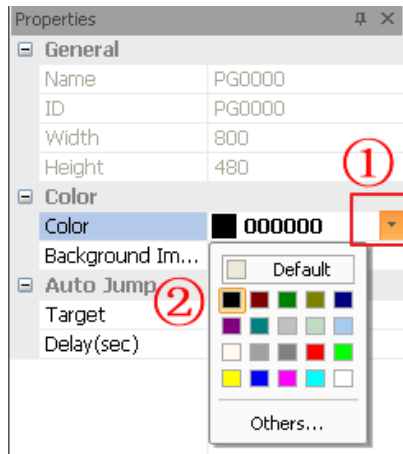 Properties
General
Name PG0000
ID PG0000
Width 800
Height 480
①
Color
Color 000000
Background Im...
Default
Auto Jump
②
Target
Delay(sec)
Others...